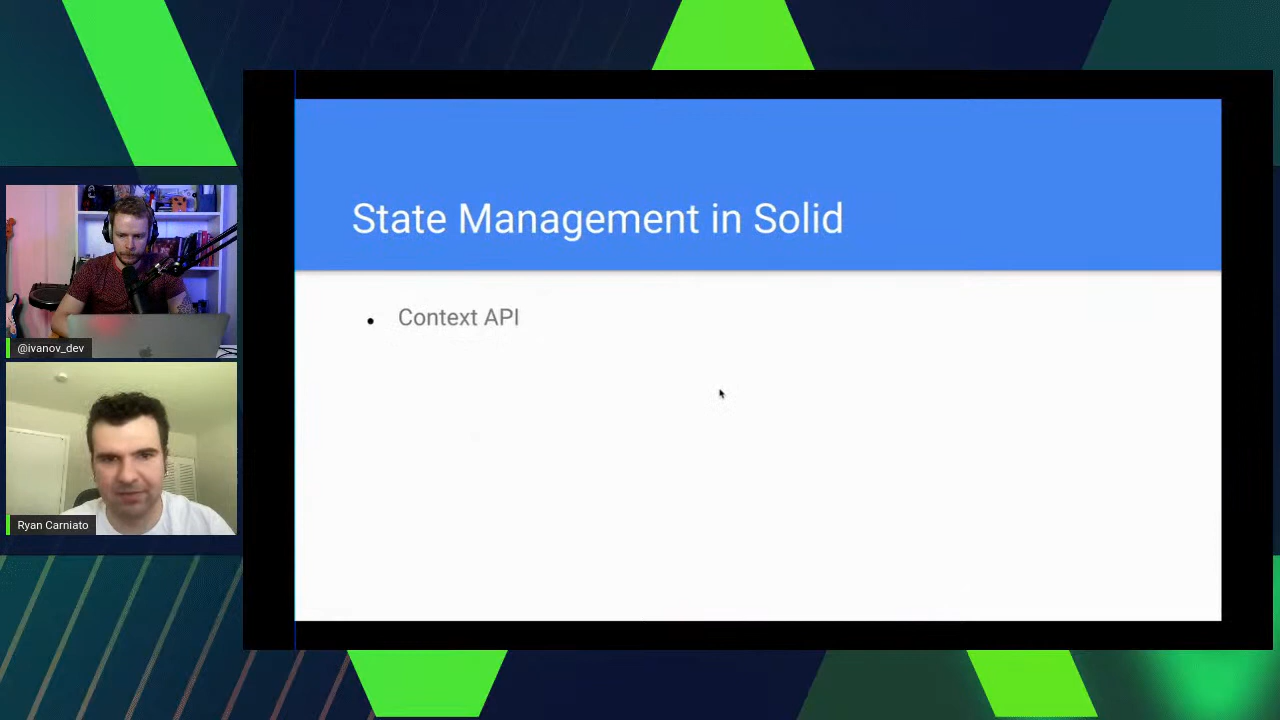 State Management in Solid
• Context API
@ivanov_dev
Ryan Carniato